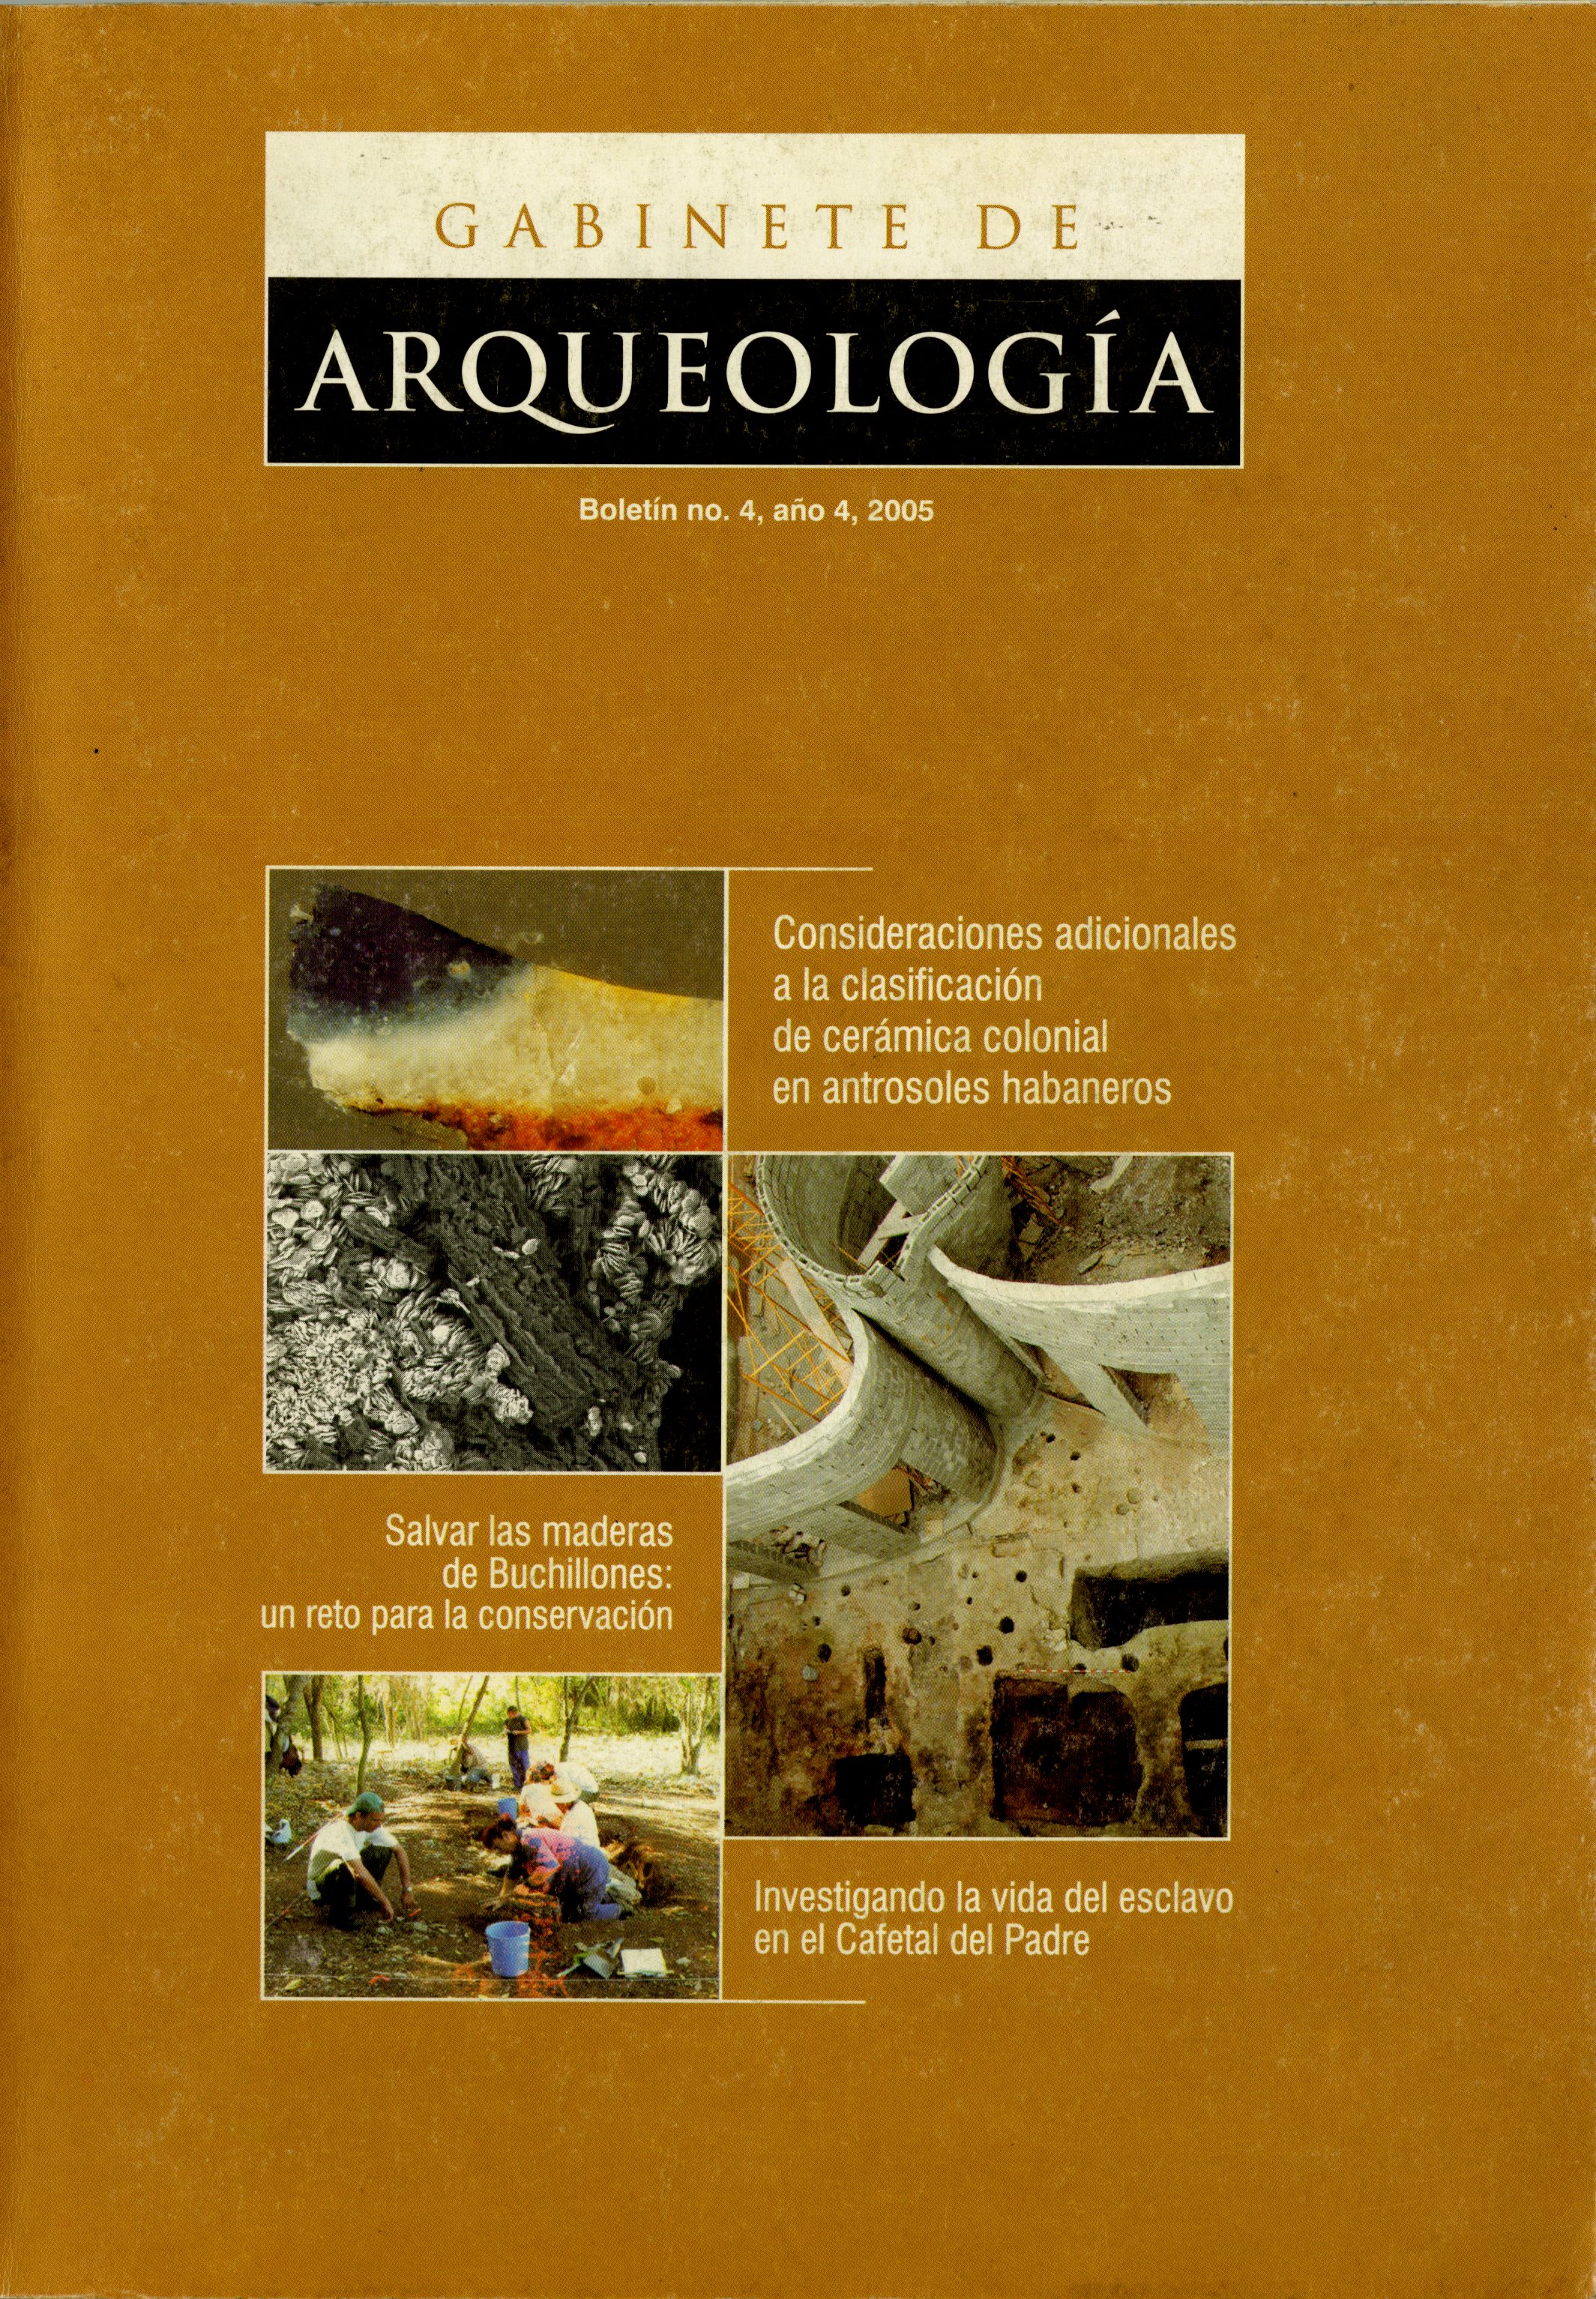 GABINETE DE
ARQUEOLOGÍA
Boletín no. 4, año 4, 2005
Consideraciones adicionales
a la clasificación
de cerámica colonial
en antrosoles habaneros
Salvar las maderas
de Buchillones:
un reto para la conservación
Investigando la vida del esclavo
en el Cafetal del Padre